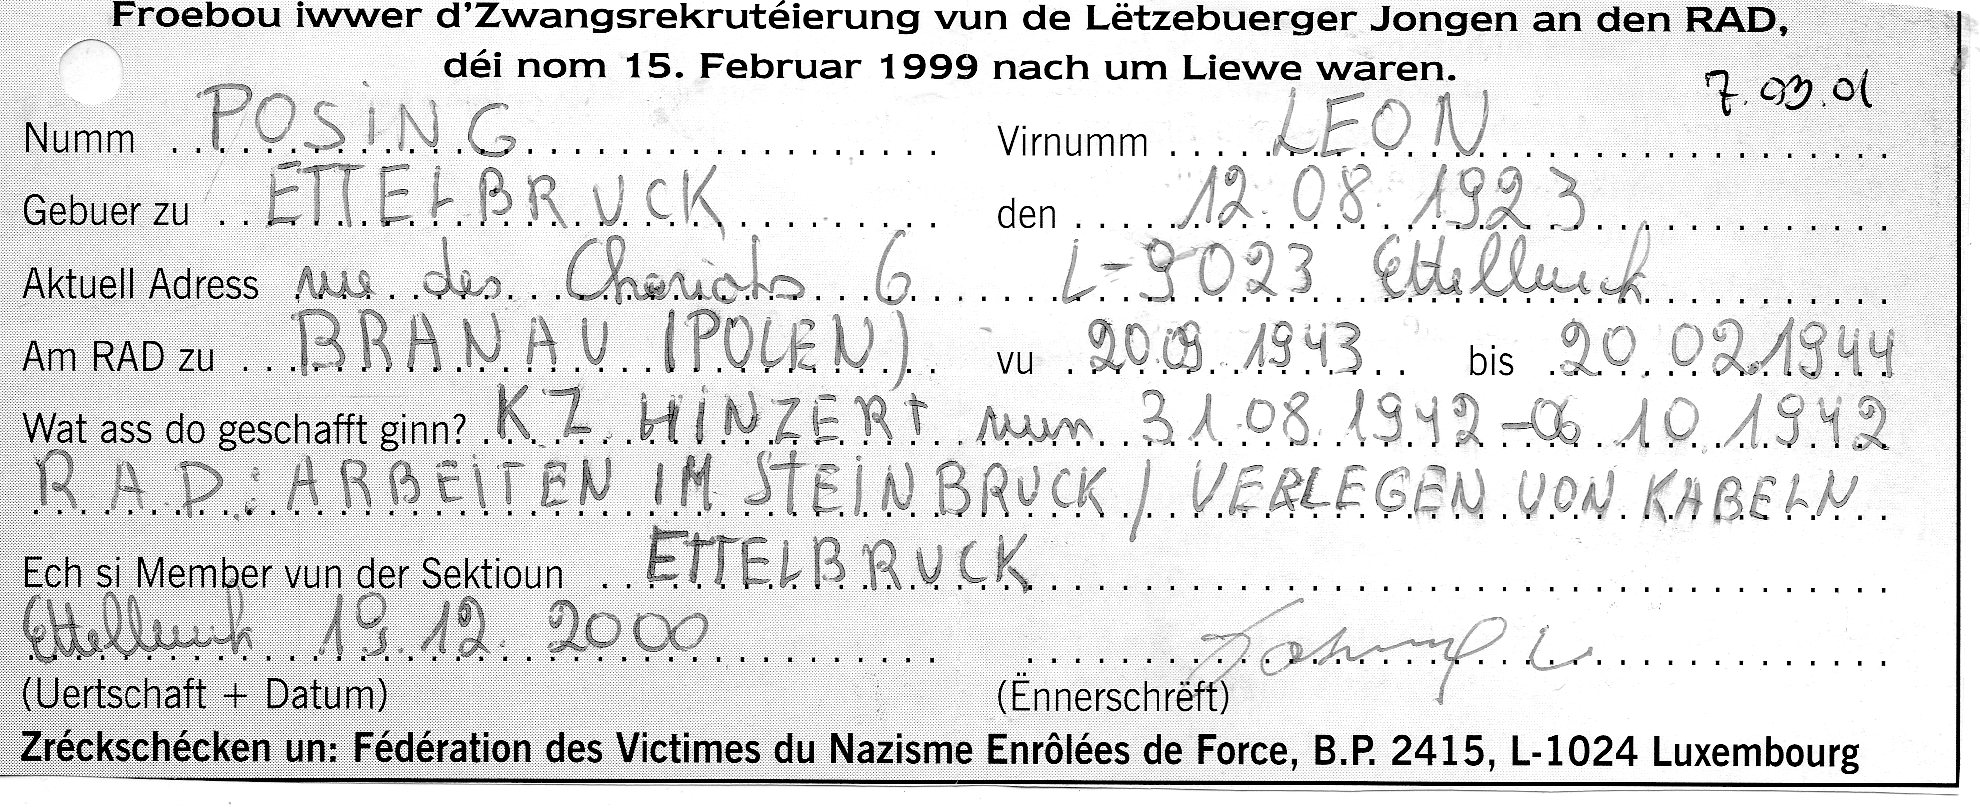 Froebou iwwer d'Zwangsrekrutéierung vun de Lëtzebuerger Jongen an den RAD,
déi nom 15. Februar 1999 nach um Liewe waren.
7.03.01
Numm POSING Virnumm LEON
Gebuer zu ETTELBRUCK den 12.08.1923
Aktuell Adress rue des Chariots 6 L-9023 Ettelbruck
Am RAD zu BRANAU (POLEN) vu 20.09.1943 bis 20.02.1944
Wat ass do geschafft ginn? KZ HINZERT vum 31.08.1942-06.10.1942
RAD: ARBEITEN IM STEINBRUCK / VERLEGEN VON KABELN
Ech si Member vun der Sektioun ETTELBRUCK
Ettelbruck 19.12.2000
(Uertschaft + Datum) (Ënnerschrëft)
Zréckschécken un: Fédération des Victimes du Nazisme Enrôlées de Force, B.P. 2415, L-1024 Luxembourg